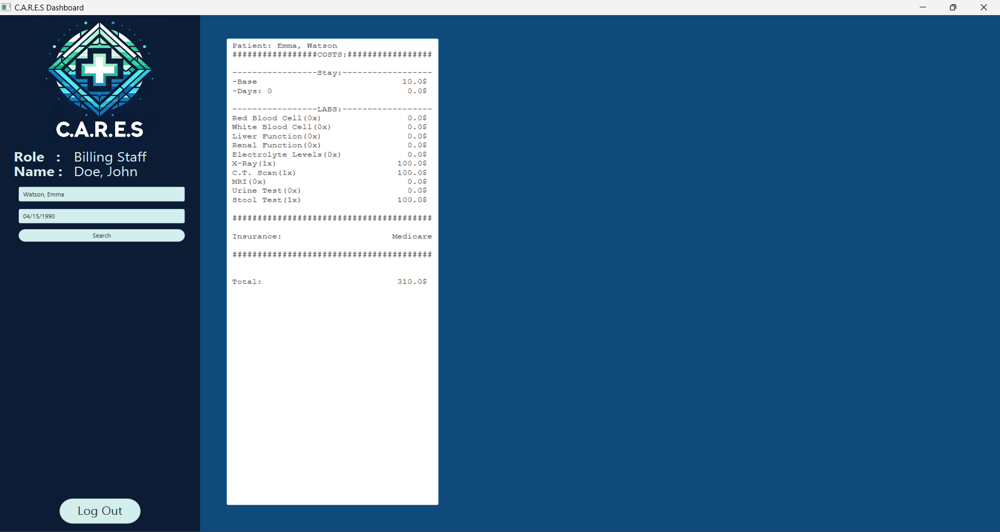 C.A.R.E.S Dashboard
C.A.R.E.S
Role : Billing Staff
Name : Doe, John
Watson, Emma
04/15/1990
Search
Log Out
Patient: Emma, Watson
#################COSTS:#################
-----------------Stay:------------------
-Base 10.0$
-Days: 0 0.0$
-----------------LABS:------------------
Red Blood Cell(0x) 0.0$
White Blood Cell(0x) 0.0$
Liver Function(0x) 0.0$
Renal Function(0x) 0.0$
Electrolyte Levels(0x) 0.0$
X-Ray(1x) 100.0$
C.T. Scan(1x) 100.0$
MRI(0x) 0.0$
Urine Test(0x) 0.0$
Stool Test(1x) 100.0$
########################################
Insurance: Medicare
########################################
Total: 310.0$